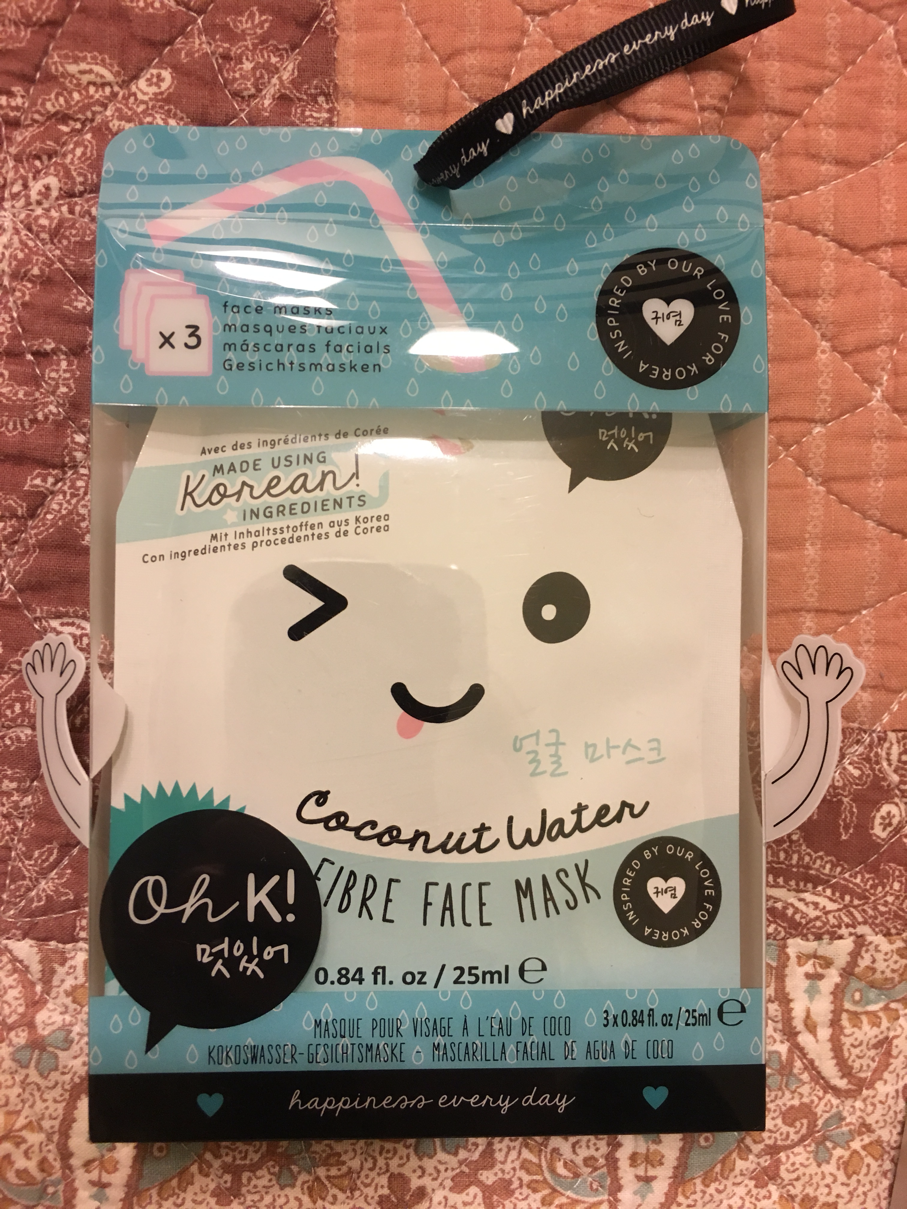 happiness every day
every day
face masks
masques faciaux
máscaras facials
Gesichtsmasken
x 3
INSPIRED BY OUR LOVE FOR KOREA
귀염
Avec des ingrédients de Corée
MADE USING
Korean!
INGREDIENTS
Mit Inhaltsstoffen aus Korea
Con ingredientes procedentes de Corea
멋있어
얼굴 마스크
Coconut Water
FIBRE FACE MASK
INSPIRED BY OUR LOVE FOR KOREA
귀염
Oh K!
멋있어
0.84 fl. oz / 25ml ℮
MASQUE POUR VISAGE À L'EAU DE COCO
3 x 0.84 fl. oz / 25ml ℮
KOKOSWASSER-GESICHTSMASKE - MASCARILLA FACIAL DE AGUA DE COCO
happiness every day